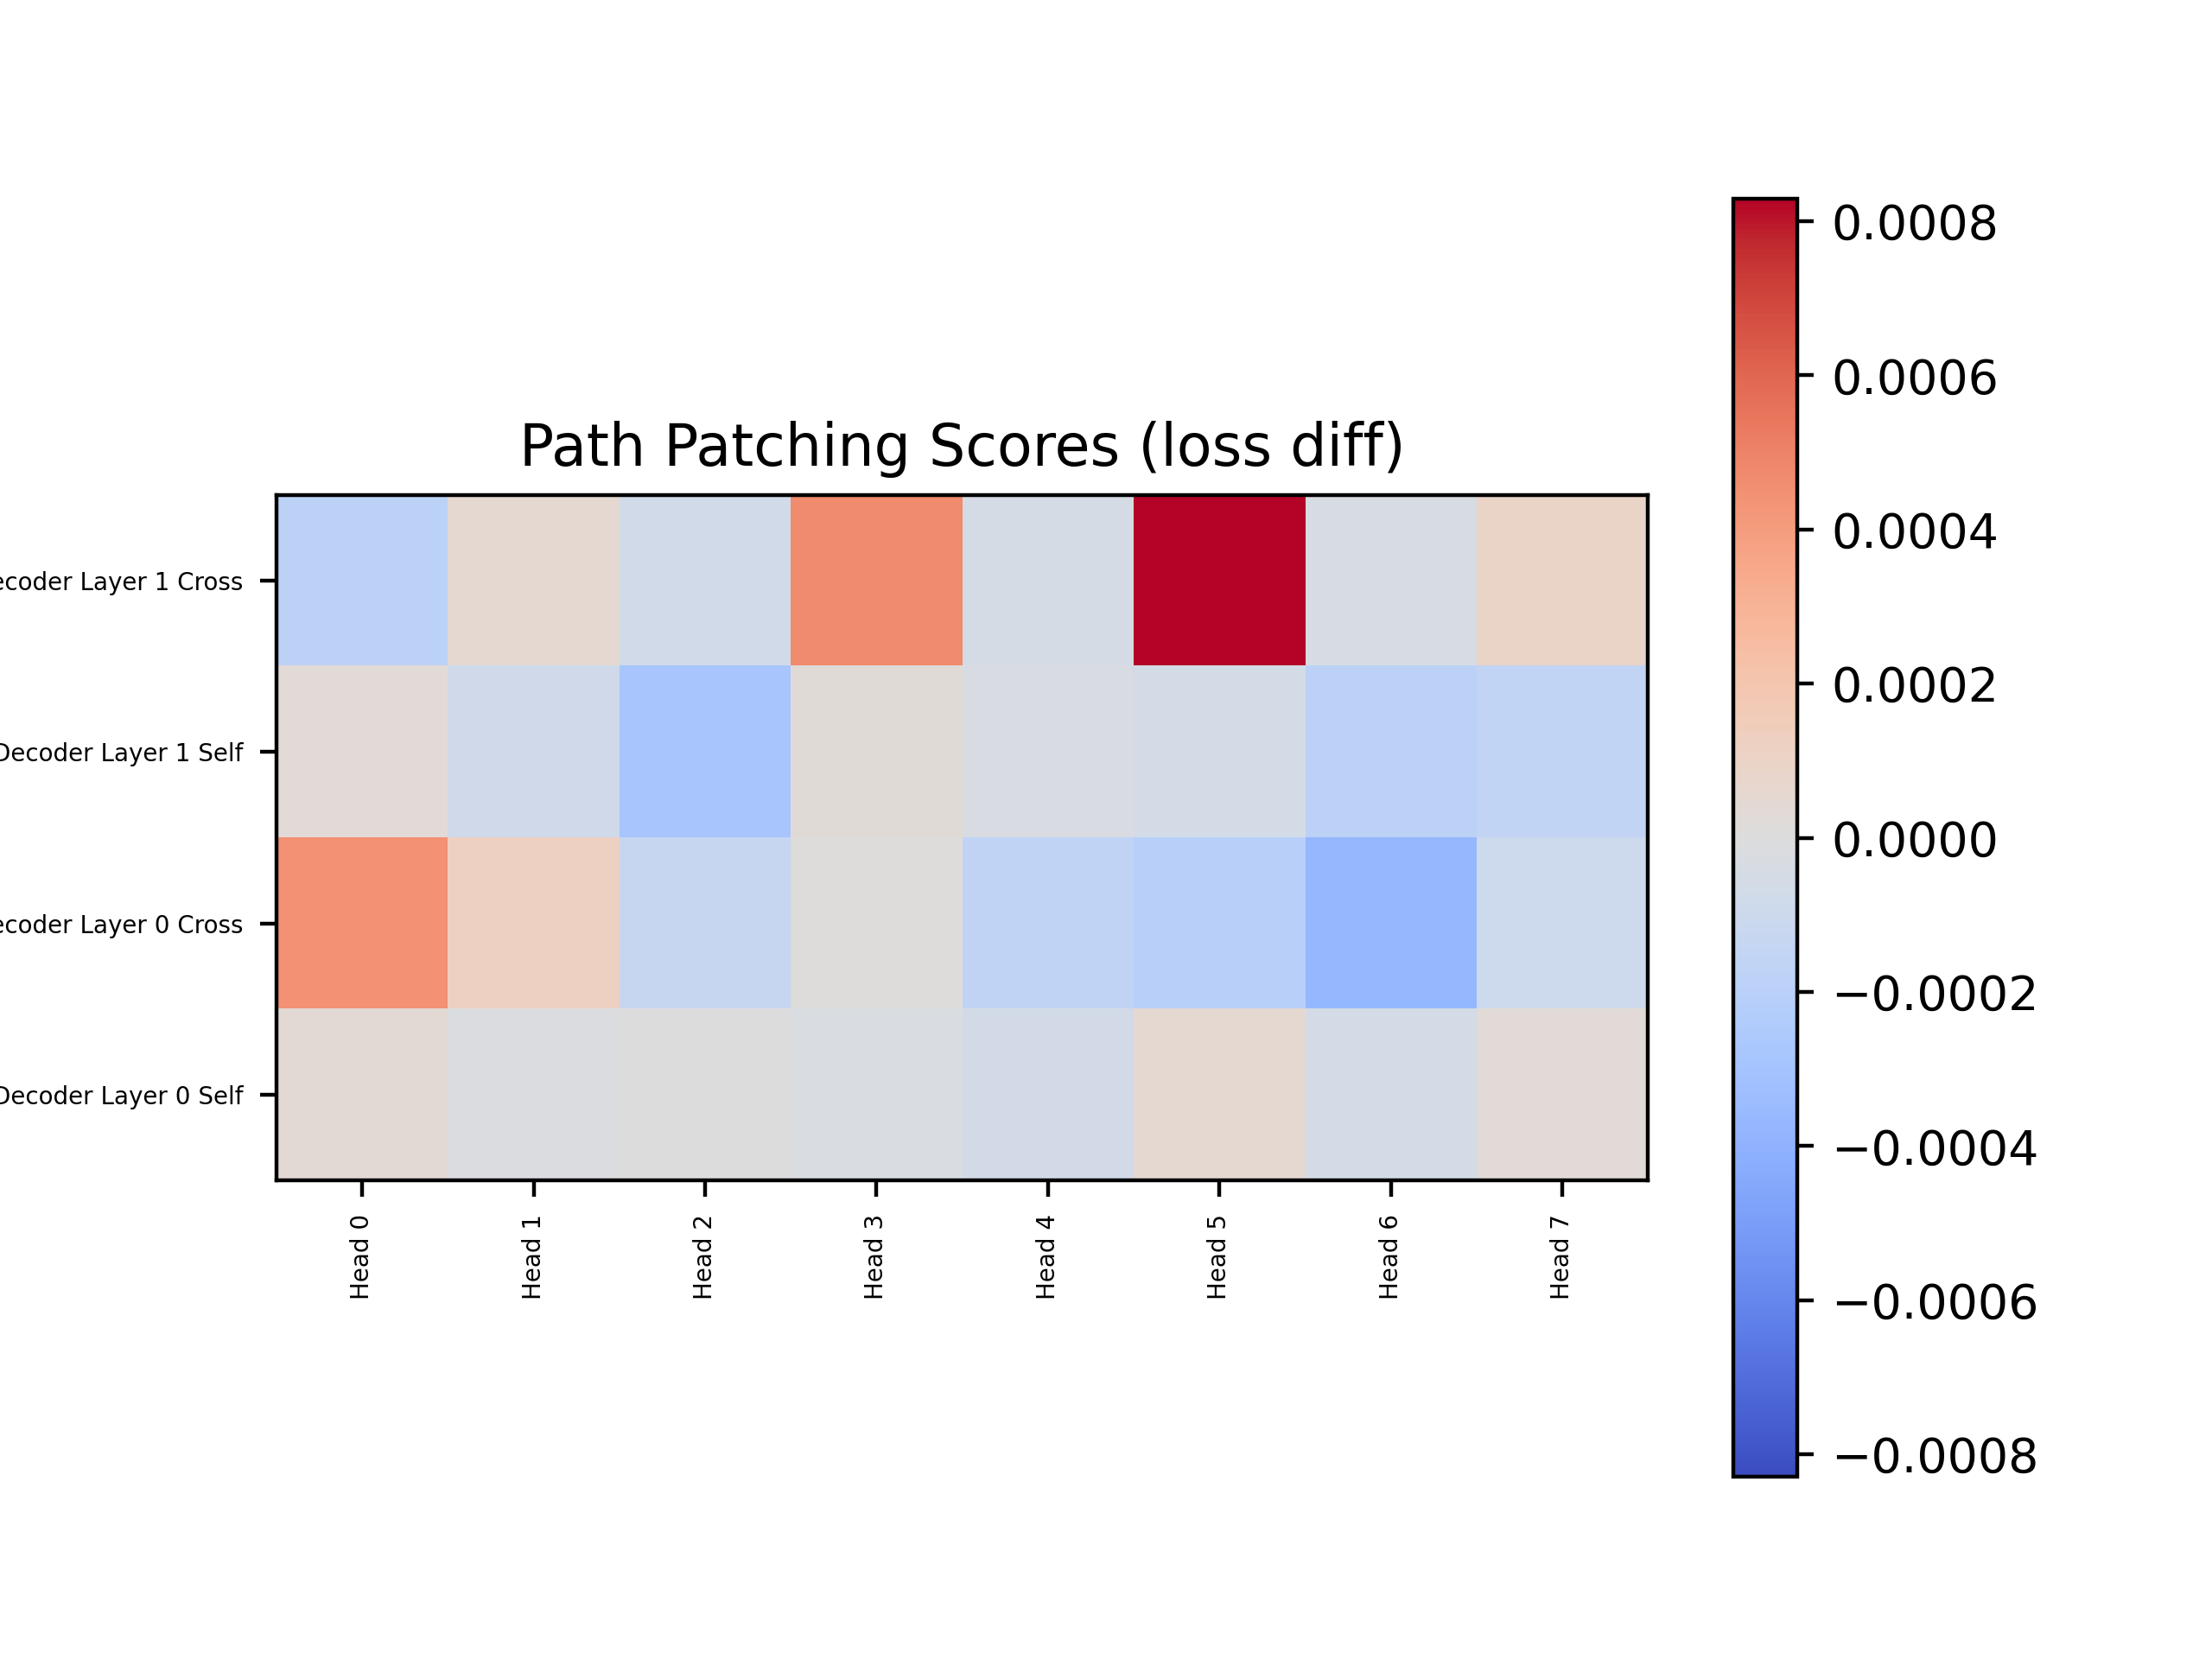 Path Patching Scores (loss diff)
ecoder Layer 1 Cross
Decoder Layer 1 Self
ecoder Layer 0 Cross
Decoder Layer 0 Self
Head 0
Head 1
Head 2
Head 3
Head 4
Head 5
Head 6
Head 7
0.0008
0.0006
0.0004
0.0002
0.0000
−0.0002
−0.0004
−0.0006
−0.0008